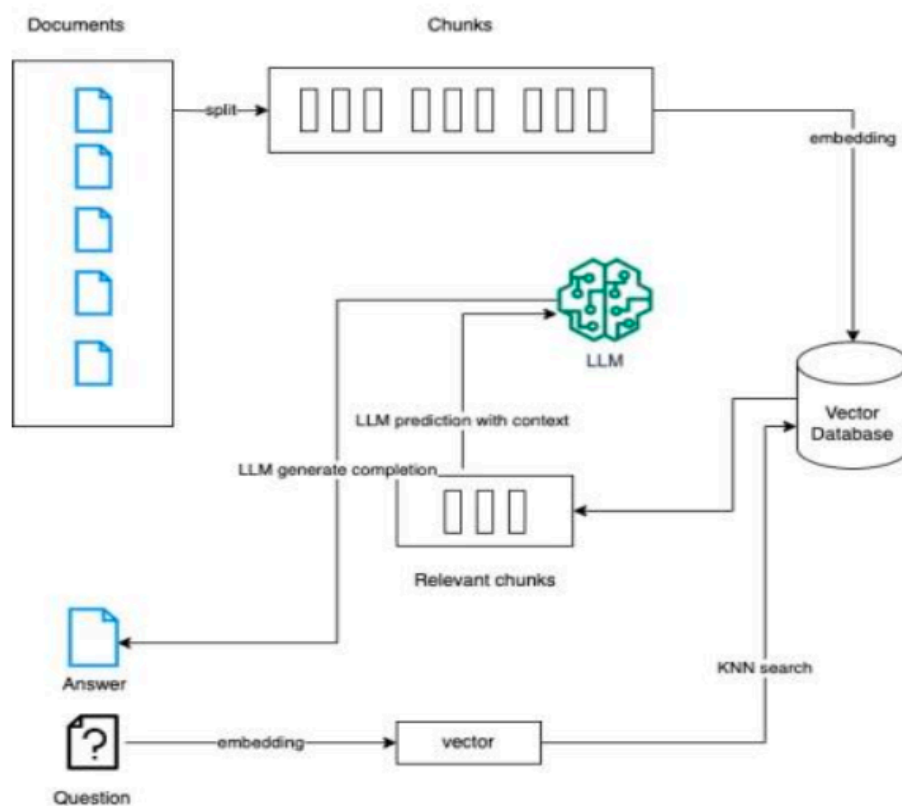 Documents
Chunks
split
embedding
LLM
Vector
Database
LLM prediction with context
LLM generate completion
Relevant chunks
KNN search
Answer
embedding
vector
Question
?